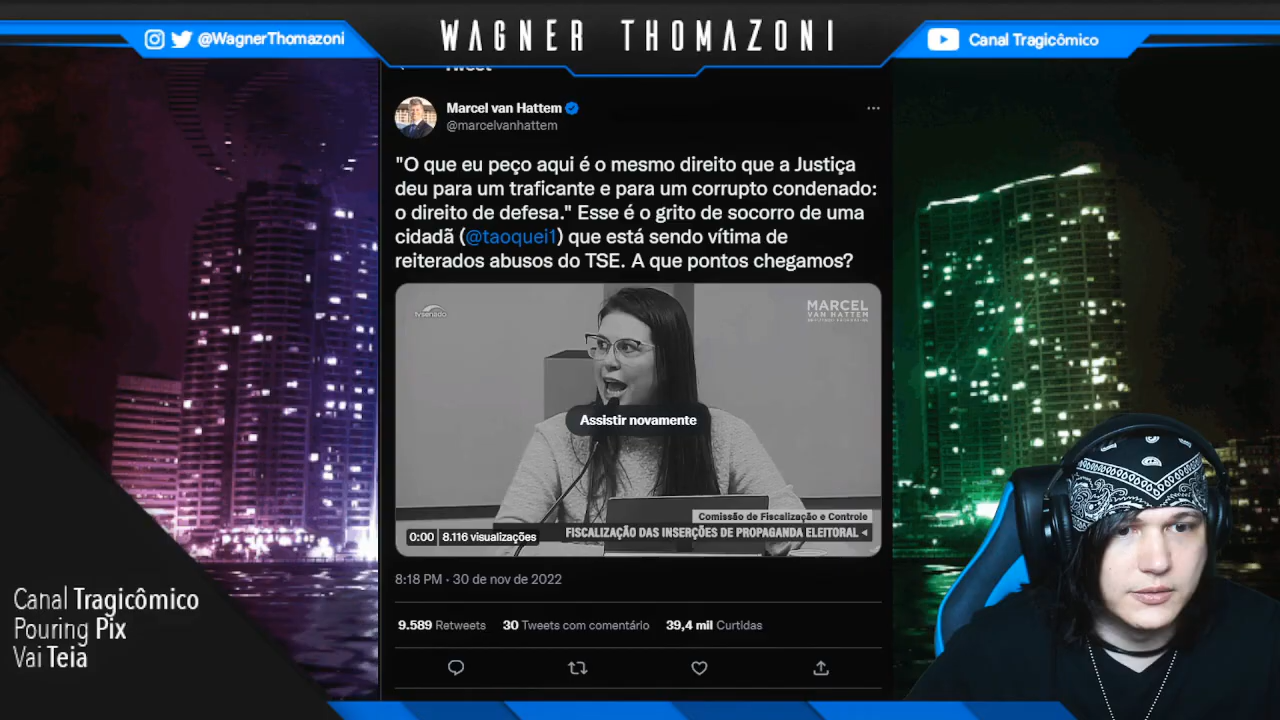 @WagnerThomazoni
WAGNER THOMAZONI
Canal Tragicômico
Tweet
Marcel van Hattem
@marcelvanhattem
"O que eu peço aqui é o mesmo direito que a Justiça
deu para um traficante e para um corrupto condenado:
o direito de defesa." Esse é o grito de socorro de uma
cidadã (@taoquei1) que está sendo vítima de
reiterados abusos do TSE. A que pontos chegamos?
tvsenado
MARCEL
VAN HATTEM
Assistir novamente
Comissão de Fiscalização e Controle
FISCALIZAÇÃO DAS INSERÇÕES DE PROPAGANDA ELEITORAL
0:00 8.116 visualizações
8:18 PM · 30 de nov de 2022
9.589 Retweets 30 Tweets com comentário 39,4 mil Curtidas
Canal Tragicômico
Pouring Pix
Vai Teia